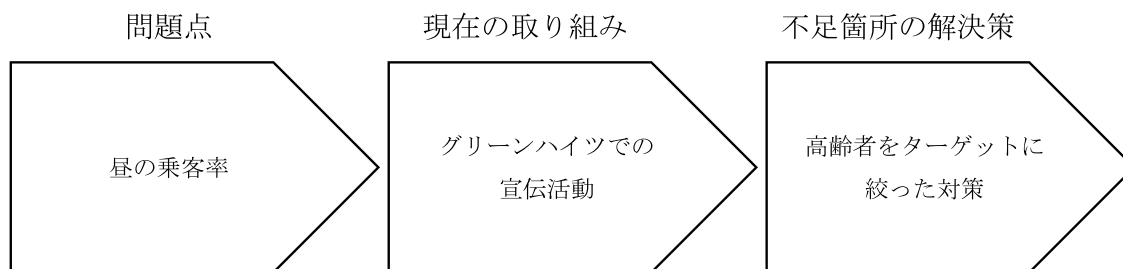 問題点
現在の取り組み
不足箇所の解決策
昼の乗客率
グリーンハイツでの
宣伝活動
高齢者をターゲットに
絞った対策